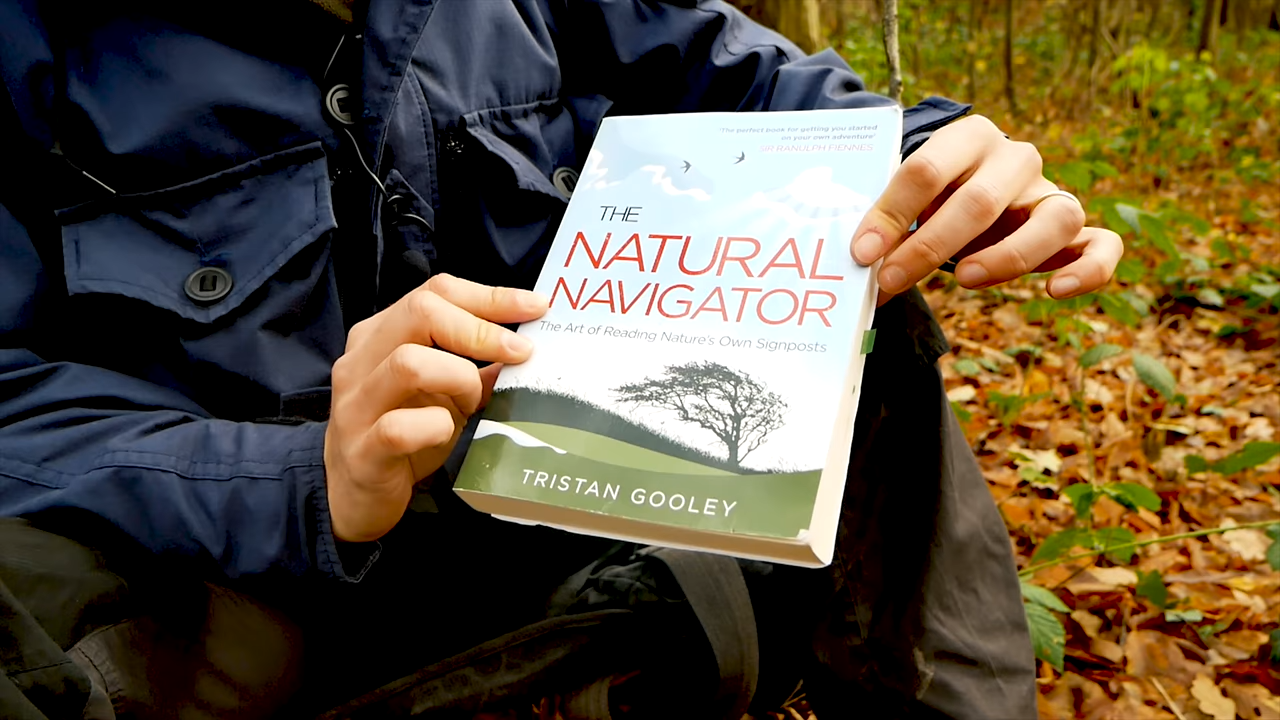 'The perfect book for getting you started
on your own adventure'
SIR RANULPH FIENNES
THE
NATURAL
NAVIGATOR
The Art of Reading Nature's Own Signposts
TRISTAN GOOLEY